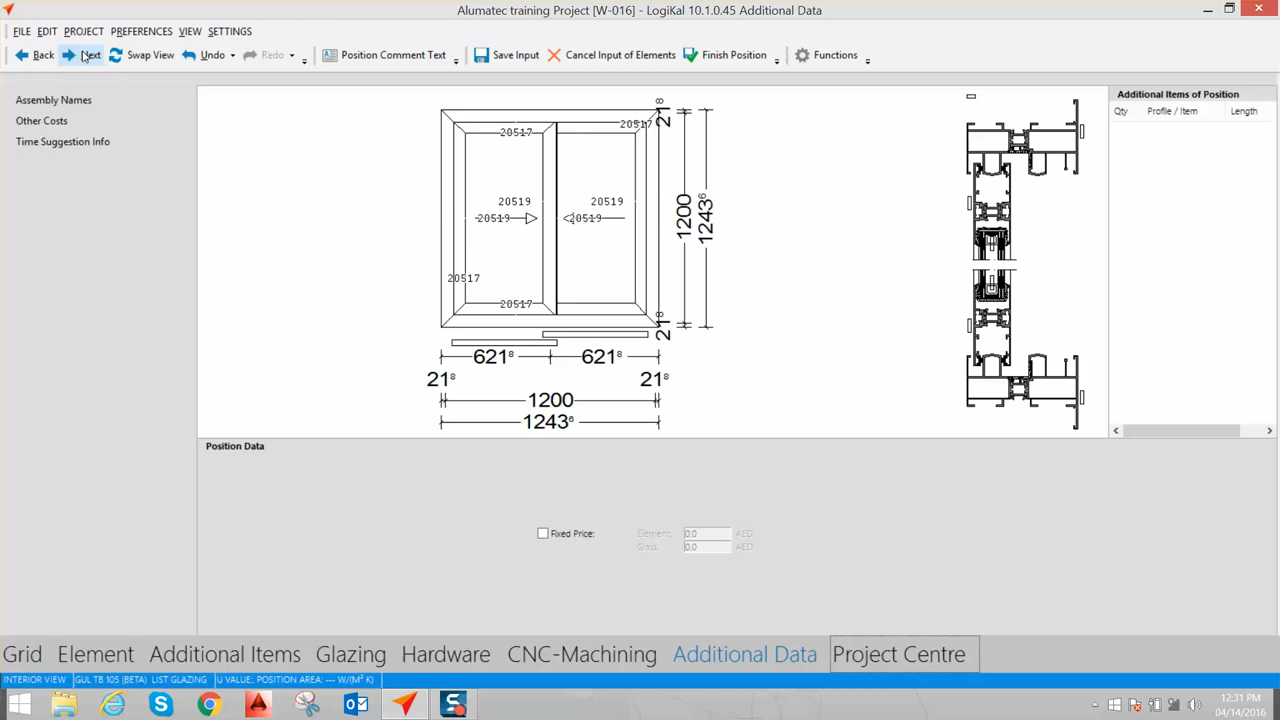 Alumatec training Project [W-016] - LogiKal 10.1.0.45 Additional Data
FILE EDIT PROJECT PREFERENCES VIEW SETTINGS
Back Next Swap View Undo Redo Position Comment Text Save Input Cancel Input of Elements Finish Position Functions
Assembly Names
Other Costs
Time Suggestion Info
Additional Items of Position
Qty Profile / Item Length
21⁸
20517
20517
20519 20519
20519 20519
1200
1243⁶
20517
20517
21⁸
621⁸ 621⁸
21⁸ 21⁸
1200
1243⁶
Position Data
Fixed Price: Element: 0.0 AED
Glass: 0.0 AED
Grid Element Additional Items Glazing Hardware CNC-Machining Additional Data Project Centre
INTERIOR VIEW GUL TB 105 (BETA) LIST GLAZING U VALUE:, POSITION AREA: --- W/(M² K)
12:31 PM
04/14/2016